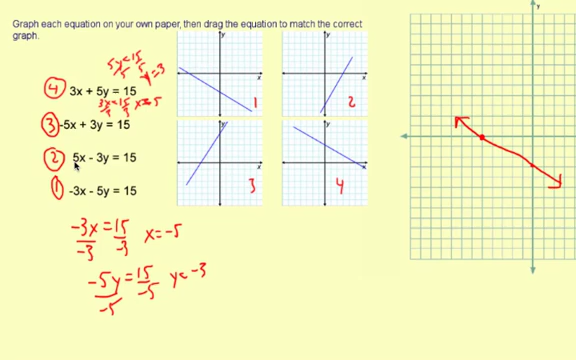 Graph each equation on your own paper, then drag the equation to match the correct
graph.
5y=15 y=3
5 5
④ 3x + 5y = 15
3x=15 x=5
3 3
③ -5x + 3y = 15
② 5x - 3y = 15
① -3x - 5y = 15
-3x = 15 x=-5
-3 -3
-5y = 15 y=-3
-5 -5
y
x
1
y
x
2
y
x
3
y
x
4
y